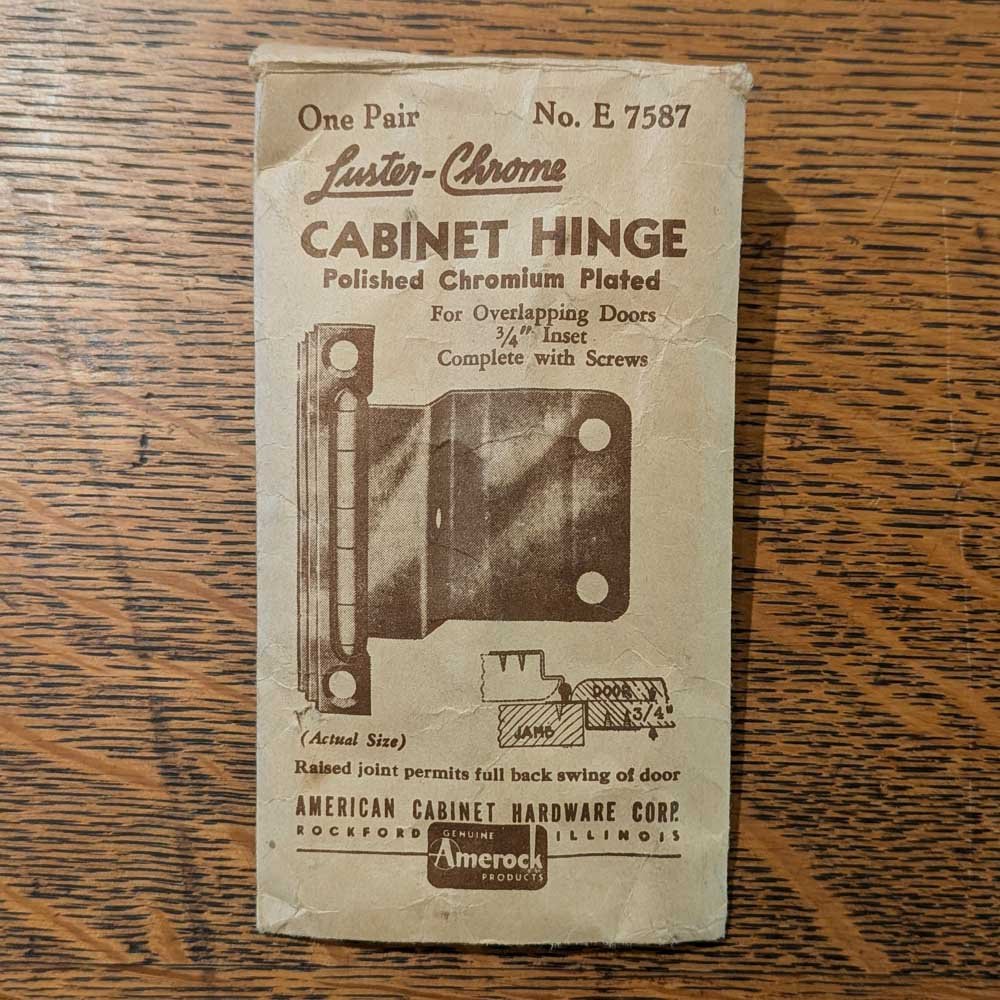 One Pair No. E 7587
Luster-Chrome
CABINET HINGE
Polished Chromium Plated
For Overlapping Doors
3/4" Inset
Complete with Screws
DOOR
3/4"
JAMB
(Actual Size)
Raised joint permits full back swing of door
AMERICAN CABINET HARDWARE CORP.
ROCKFORD ILLINOIS
GENUINE
Amerock
PRODUCTS